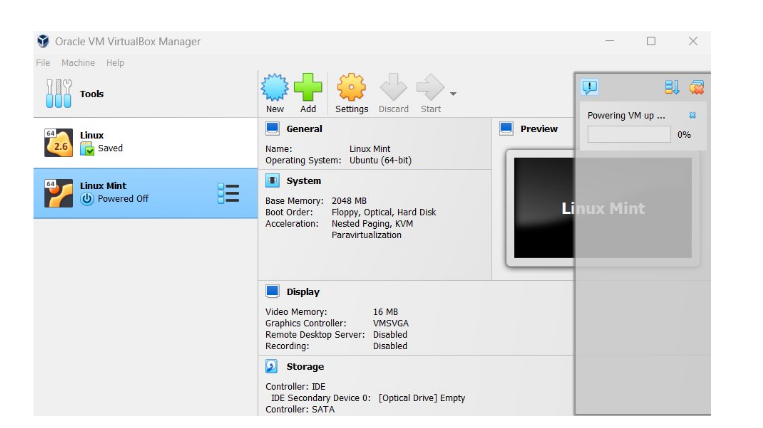 Oracle VM VirtualBox Manager
File Machine Help
Tools
New Add Settings Discard Start
64
2.6
Linux
Saved
64
Linux Mint
Powered Off
General
Name: Linux Mint
Operating System: Ubuntu (64-bit)
System
Base Memory: 2048 MB
Boot Order: Floppy, Optical, Hard Disk
Acceleration: Nested Paging, KVM
Paravirtualization
Display
Video Memory: 16 MB
Graphics Controller: VMSVGA
Remote Desktop Server: Disabled
Recording: Disabled
Storage
Controller: IDE
IDE Secondary Device 0: [Optical Drive] Empty
Controller: SATA
Preview
Linux Mint
Powering VM up ...
0%